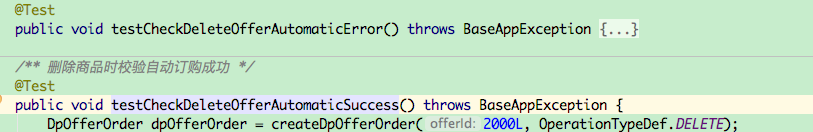 @Test
public void testCheckDeleteOfferAutomaticError() throws BaseAppException {...}
/** 删除商品时校验自动订购成功 */
@Test
public void testCheckDeleteOfferAutomaticSuccess() throws BaseAppException {
DpOfferOrder dpOfferOrder = createDpOfferOrder( offerId: 2000L, OperationTypeDef.DELETE);